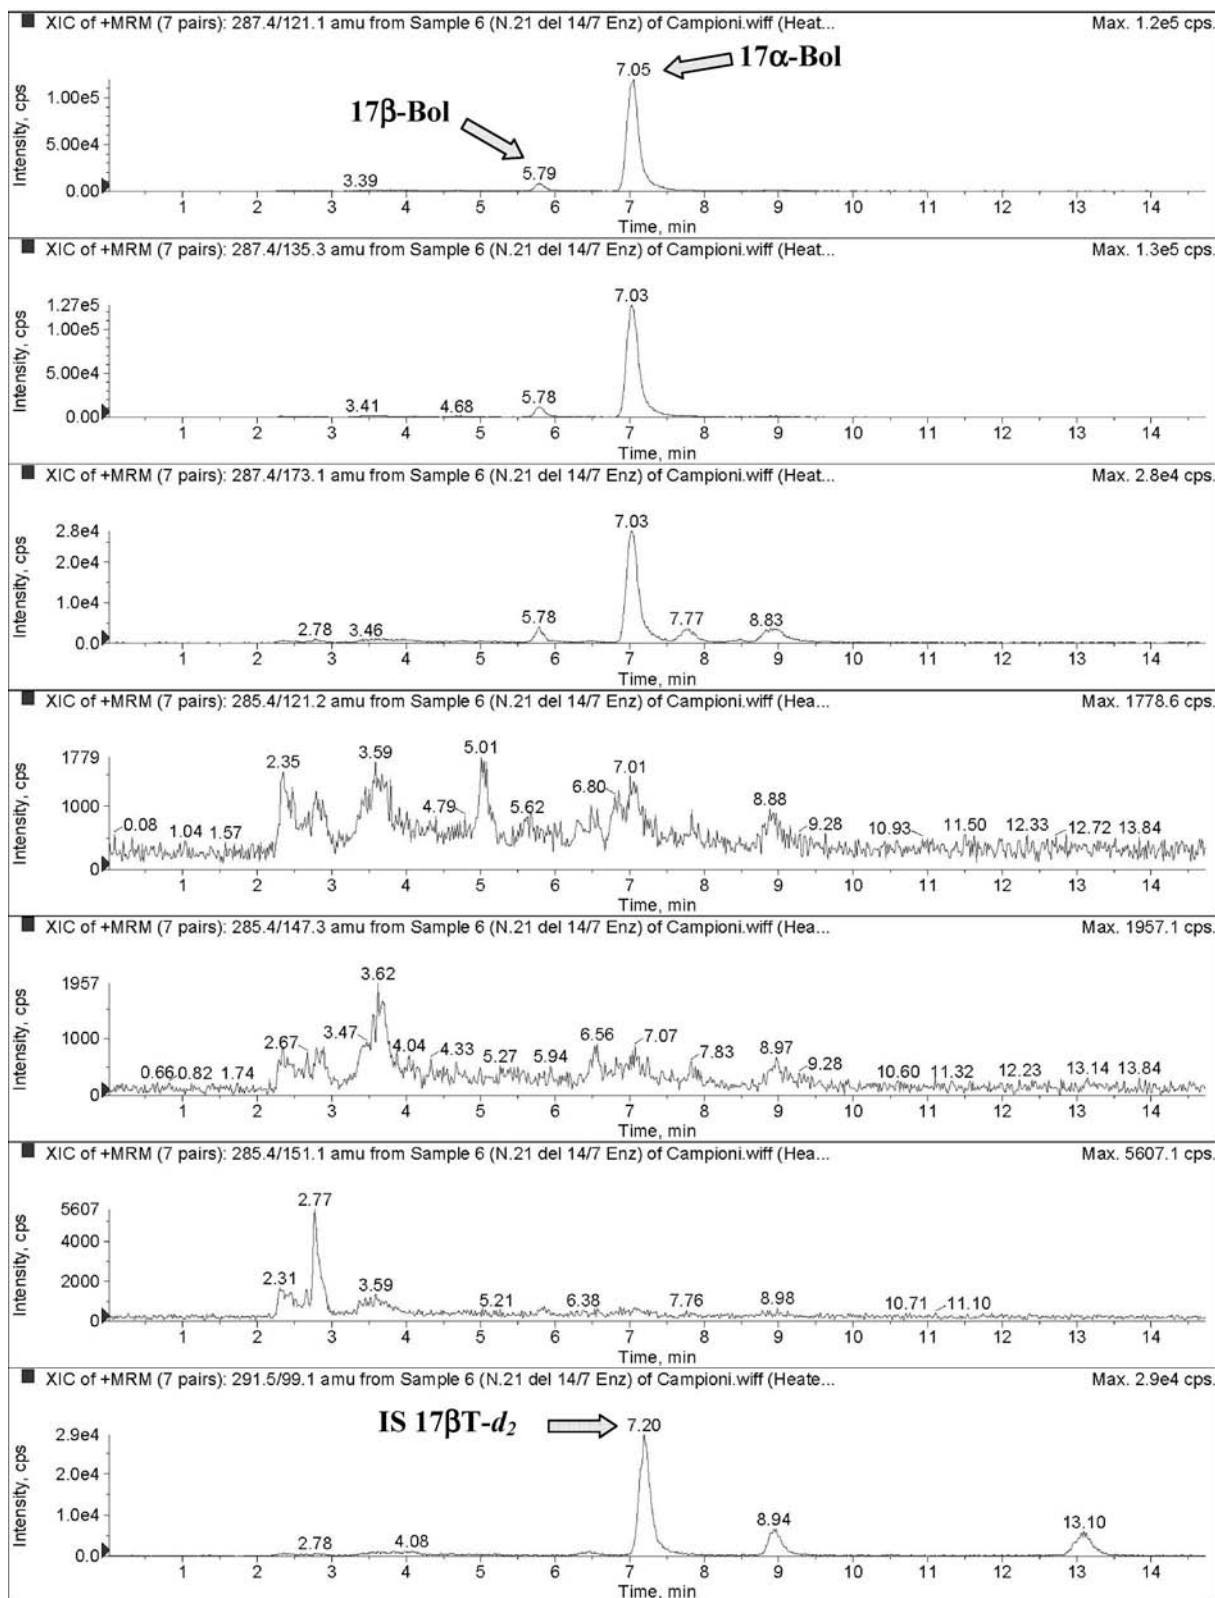 XIC of +MRM (7 pairs): 287.4/121.1 amu from Sample 6 (N.21 del 14/7 Enz) of Campioni.wiff (Heat... Max. 1.2e5 cps.
17α-Bol
7.05
1.00e5
17β-Bol
5.00e4
5.79
3.39
0.00
Intensity, cps
1 2 3 4 5 6 7 8 9 10 11 12 13 14
Time, min
XIC of +MRM (7 pairs): 287.4/135.3 amu from Sample 6 (N.21 del 14/7 Enz) of Campioni.wiff (Heat... Max. 1.3e5 cps.
7.03
1.27e5
1.00e5
5.00e4
5.78
3.41 4.68
0.00
Intensity, cps
1 2 3 4 5 6 7 8 9 10 11 12 13 14
Time, min
XIC of +MRM (7 pairs): 287.4/173.1 amu from Sample 6 (N.21 del 14/7 Enz) of Campioni.wiff (Heat... Max. 2.8e4 cps.
7.03
2.8e4
2.0e4
1.0e4
2.78 3.46 5.78 7.77 8.83
0.0
Intensity, cps
1 2 3 4 5 6 7 8 9 10 11 12 13 14
Time, min
XIC of +MRM (7 pairs): 285.4/121.2 amu from Sample 6 (N.21 del 14/7 Enz) of Campioni.wiff (Hea... Max. 1778.6 cps.
1779
2.35 3.59 5.01 7.01
6.80
1000
4.79 5.62 8.88
0.08 1.04 1.57 9.28 10.93 11.50 12.33 12.72 13.84
0
Intensity, cps
1 2 3 4 5 6 7 8 9 10 11 12 13 14
Time, min
XIC of +MRM (7 pairs): 285.4/147.3 amu from Sample 6 (N.21 del 14/7 Enz) of Campioni.wiff (Hea... Max. 1957.1 cps.
1957
3.62
1000
2.67 3.47 4.04 4.33 5.27 5.94 6.56 7.07 7.83 8.97 9.28
0.66 0.82 1.74 10.60 11.32 12.23 13.14 13.84
0
Intensity, cps
1 2 3 4 5 6 7 8 9 10 11 12 13 14
Time, min
XIC of +MRM (7 pairs): 285.4/151.1 amu from Sample 6 (N.21 del 14/7 Enz) of Campioni.wiff (Hea... Max. 5607.1 cps.
5607
2.77
4000
2000
2.31 3.59 5.21 6.38 7.76 8.98 10.71 11.10
0
Intensity, cps
1 2 3 4 5 6 7 8 9 10 11 12 13 14
Time, min
XIC of +MRM (7 pairs): 291.5/99.1 amu from Sample 6 (N.21 del 14/7 Enz) of Campioni.wiff (Heate... Max. 2.9e4 cps.
IS 17βT-d2
7.20
2.9e4
2.0e4
1.0e4
2.78 4.08 8.94 13.10
0.0
Intensity, cps
1 2 3 4 5 6 7 8 9 10 11 12 13 14
Time, min